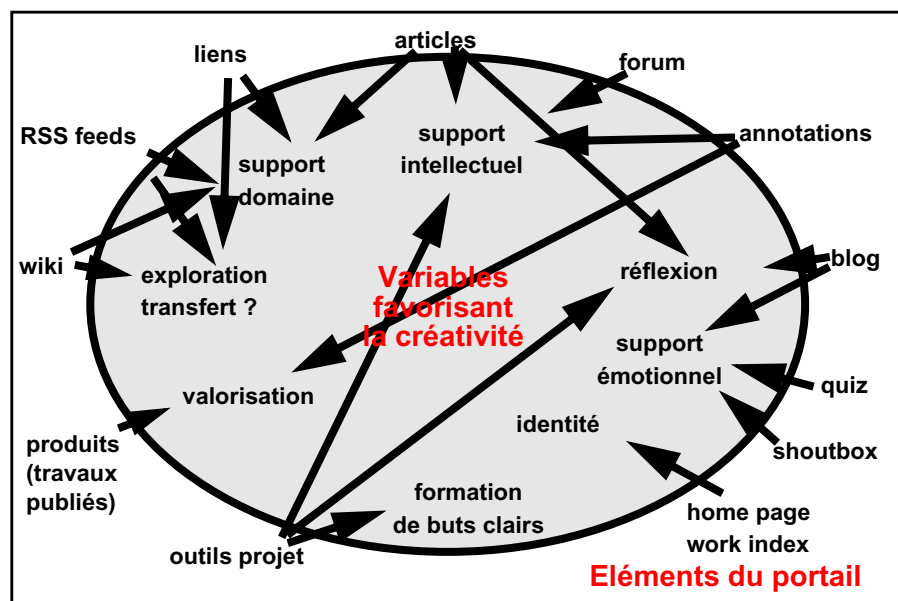 articles
liens
forum
RSS feeds
annotations
support
intellectuel
support
domaine
wiki
blog
exploration
transfert ?
réflexion
Variables
favorisant
la créativité
support
émotionnel
quiz
valorisation
identité
produits
(travaux
publiés)
shoutbox
formation
de buts clairs
home page
work index
outils projet
Eléments du portail